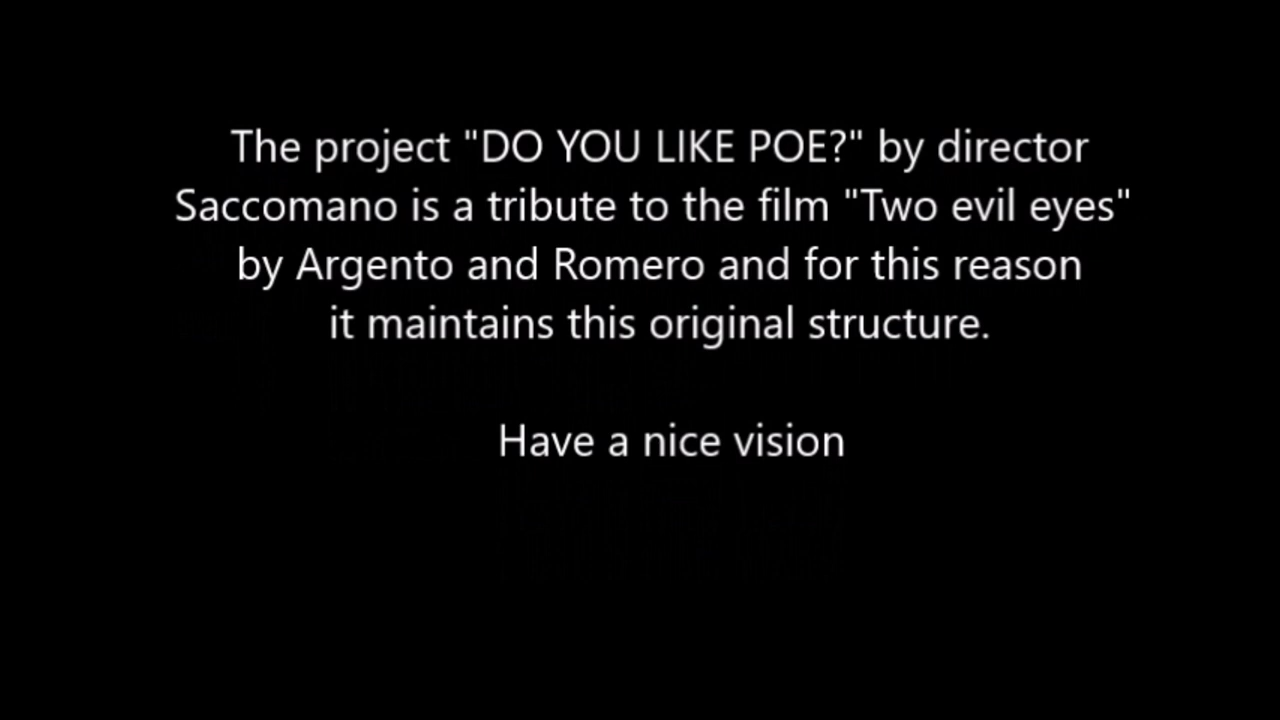 The project "DO YOU LIKE POE?" by director
Saccomano is a tribute to the film "Two evil eyes"
by Argento and Romero and for this reason
it maintains this original structure.
Have a nice vision